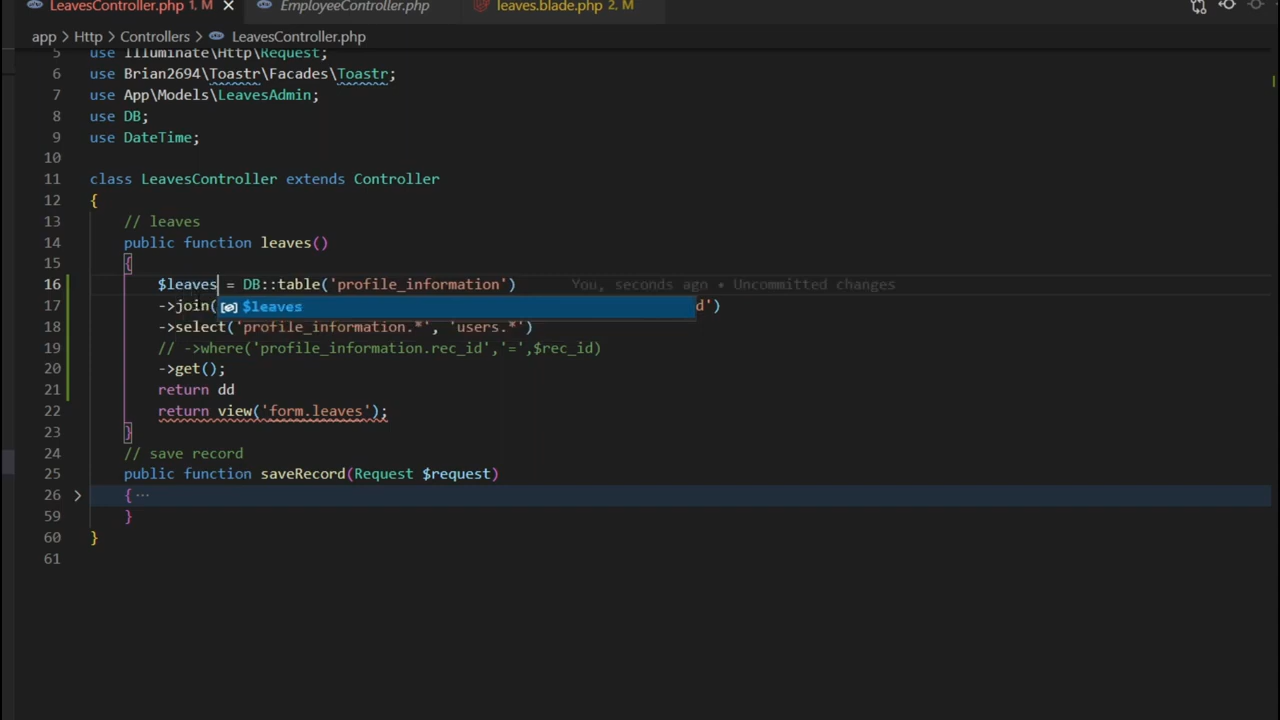 LeavesController.php 1, M EmployeeController.php leaves.blade.php 2, M
app > Http > Controllers > LeavesController.php
5 use Illuminate\Http\Request;
6 use Brian2694\Toastr\Facades\Toastr;
7 use App\Models\LeavesAdmin;
8 use DB;
9 use DateTime;
10
11 class LeavesController extends Controller
12 {
13 // leaves
14 public function leaves()
15 {
16 $leaves = DB::table('profile_information') You, seconds ago • Uncommitted changes
17 ->join( $leaves d')
18 ->select('profile_information.*', 'users.*')
19 // ->where('profile_information.rec_id','=',$rec_id)
20 ->get();
21 return dd
22 return view('form.leaves');
23 }
24 // save record
25 public function saveRecord(Request $request)
26 { ...
59 }
60 }
61